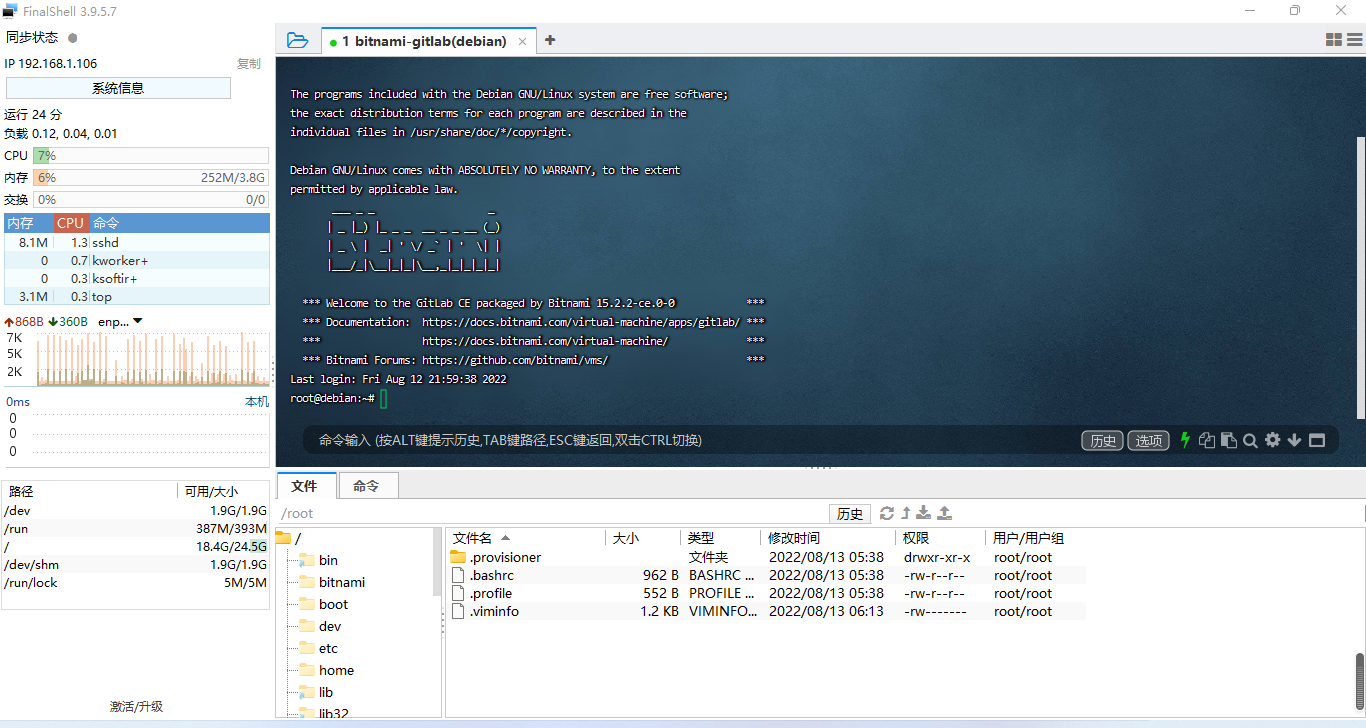 FinalShell 3.9.5.7
同步状态
IP 192.168.1.106 复制
系统信息
运行 24 分
负载 0.12, 0.04, 0.01
CPU 7%
内存 6% 252M/3.8G
交换 0% 0/0
内存 CPU 命令
8.1M 1.3 sshd
0 0.7 kworker+
0 0.3 ksoftir+
3.1M 0.3 top
868B 360B enp...
7K
5K
2K
0ms 本机
0
0
0
路径 可用/大小
/dev 1.9G/1.9G
/run 387M/393M
/ 18.4G/24.5G
/dev/shm 1.9G/1.9G
/run/lock 5M/5M
激活/升级
1 bitnami-gitlab(debian)
The programs included with the Debian GNU/Linux system are free software;
the exact distribution terms for each program are described in the
individual files in /usr/share/doc/*/copyright.
Debian GNU/Linux comes with ABSOLUTELY NO WARRANTY, to the extent
permitted by applicable law.
*** Welcome to the GitLab CE packaged by Bitnami 15.2.2-ce.0-0 ***
*** Documentation: https://docs.bitnami.com/virtual-machine/apps/gitlab/ ***
*** https://docs.bitnami.com/virtual-machine/ ***
*** Bitnami Forums: https://github.com/bitnami/vms/ ***
Last login: Fri Aug 12 21:59:38 2022
root@debian:~#
命令输入 (按ALT键提示历史,TAB键路径,ESC键返回,双击CTRL切换) 历史 选项
文件 命令
/root 历史
/
bin
bitnami
boot
dev
etc
home
lib
lib32
文件名 大小 类型 修改时间 权限 用户/用户组
.provisioner 文件夹 2022/08/13 05:38 drwxr-xr-x root/root
.bashrc 962 B BASHRC ... 2022/08/13 05:38 -rw-r--r-- root/root
.profile 552 B PROFILE ... 2022/08/13 05:38 -rw-r--r-- root/root
.viminfo 1.2 KB VIMINFO... 2022/08/13 06:13 -rw------- root/root